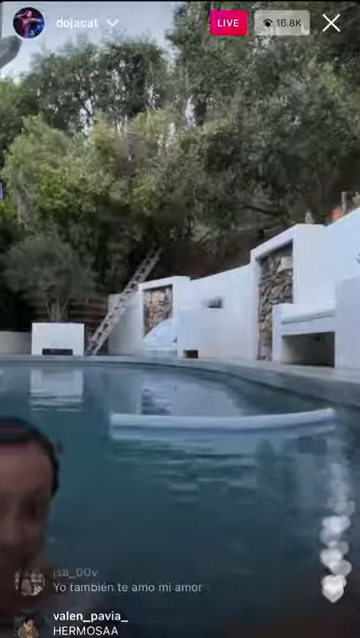 dojacat
LIVE
16.8K
isa_00v
Yo también te amo mi amor
valen_pavia_
HERMOSAA